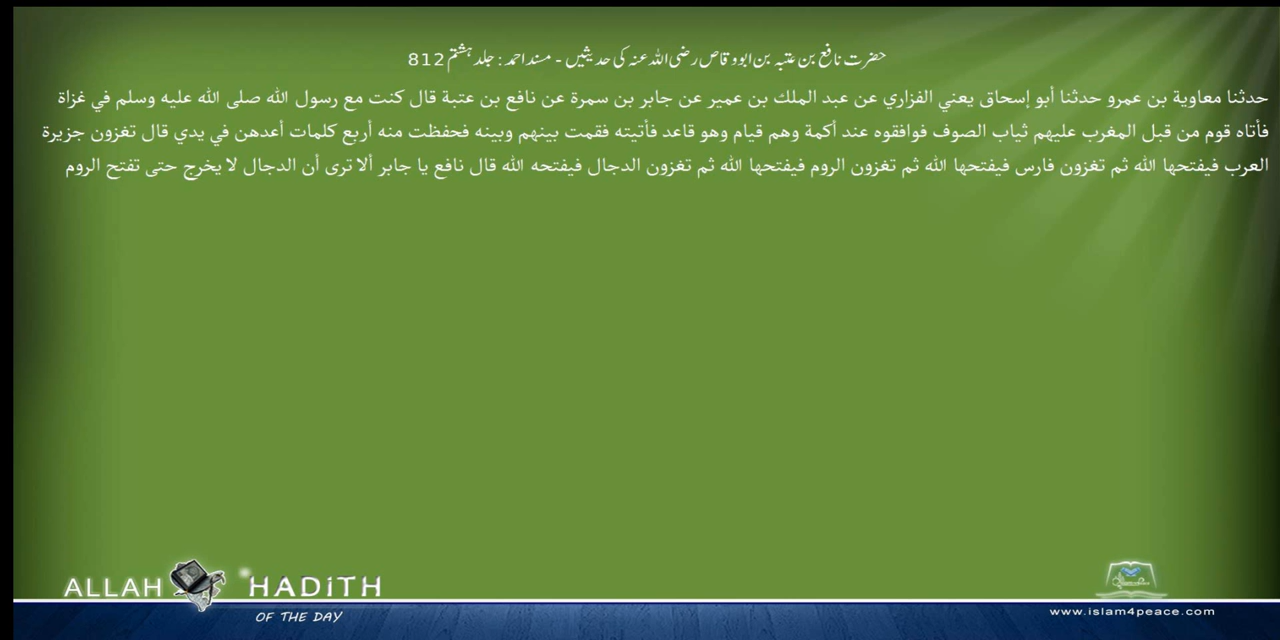 حضرت نافع بن عتبہ بن ابو وقاص رضی اللہ عنہ کی حدیثیں - مسند احمد : جلد ہشتم 812
حدثنا معاوية بن عمرو حدثنا أبو إسحاق يعني الفزاري عن عبد الملك بن عمير عن جابر بن سمرة عن نافع بن عتبة قال كنت مع رسول الله صلى الله عليه وسلم في غزاة
فأتاه قوم من قبل المغرب عليهم ثياب الصوف فوافقوه عند أكمة وهم قيام وهو قاعد فأتيته فقمت بينهم وبينه فحفظت منه أربع كلمات أعدهن في يدي قال تغزون جزيرة
العرب فيفتحها الله ثم تغزون فارس فيفتحها الله ثم تغزون الروم فيفتحها الله ثم تغزون الدجال فيفتحه الله قال نافع يا جابر ألا ترى أن الدجال لا يخرج حتى تفتح الروم
ALLAH HADITH
OF THE DAY
www.islam4peace.com